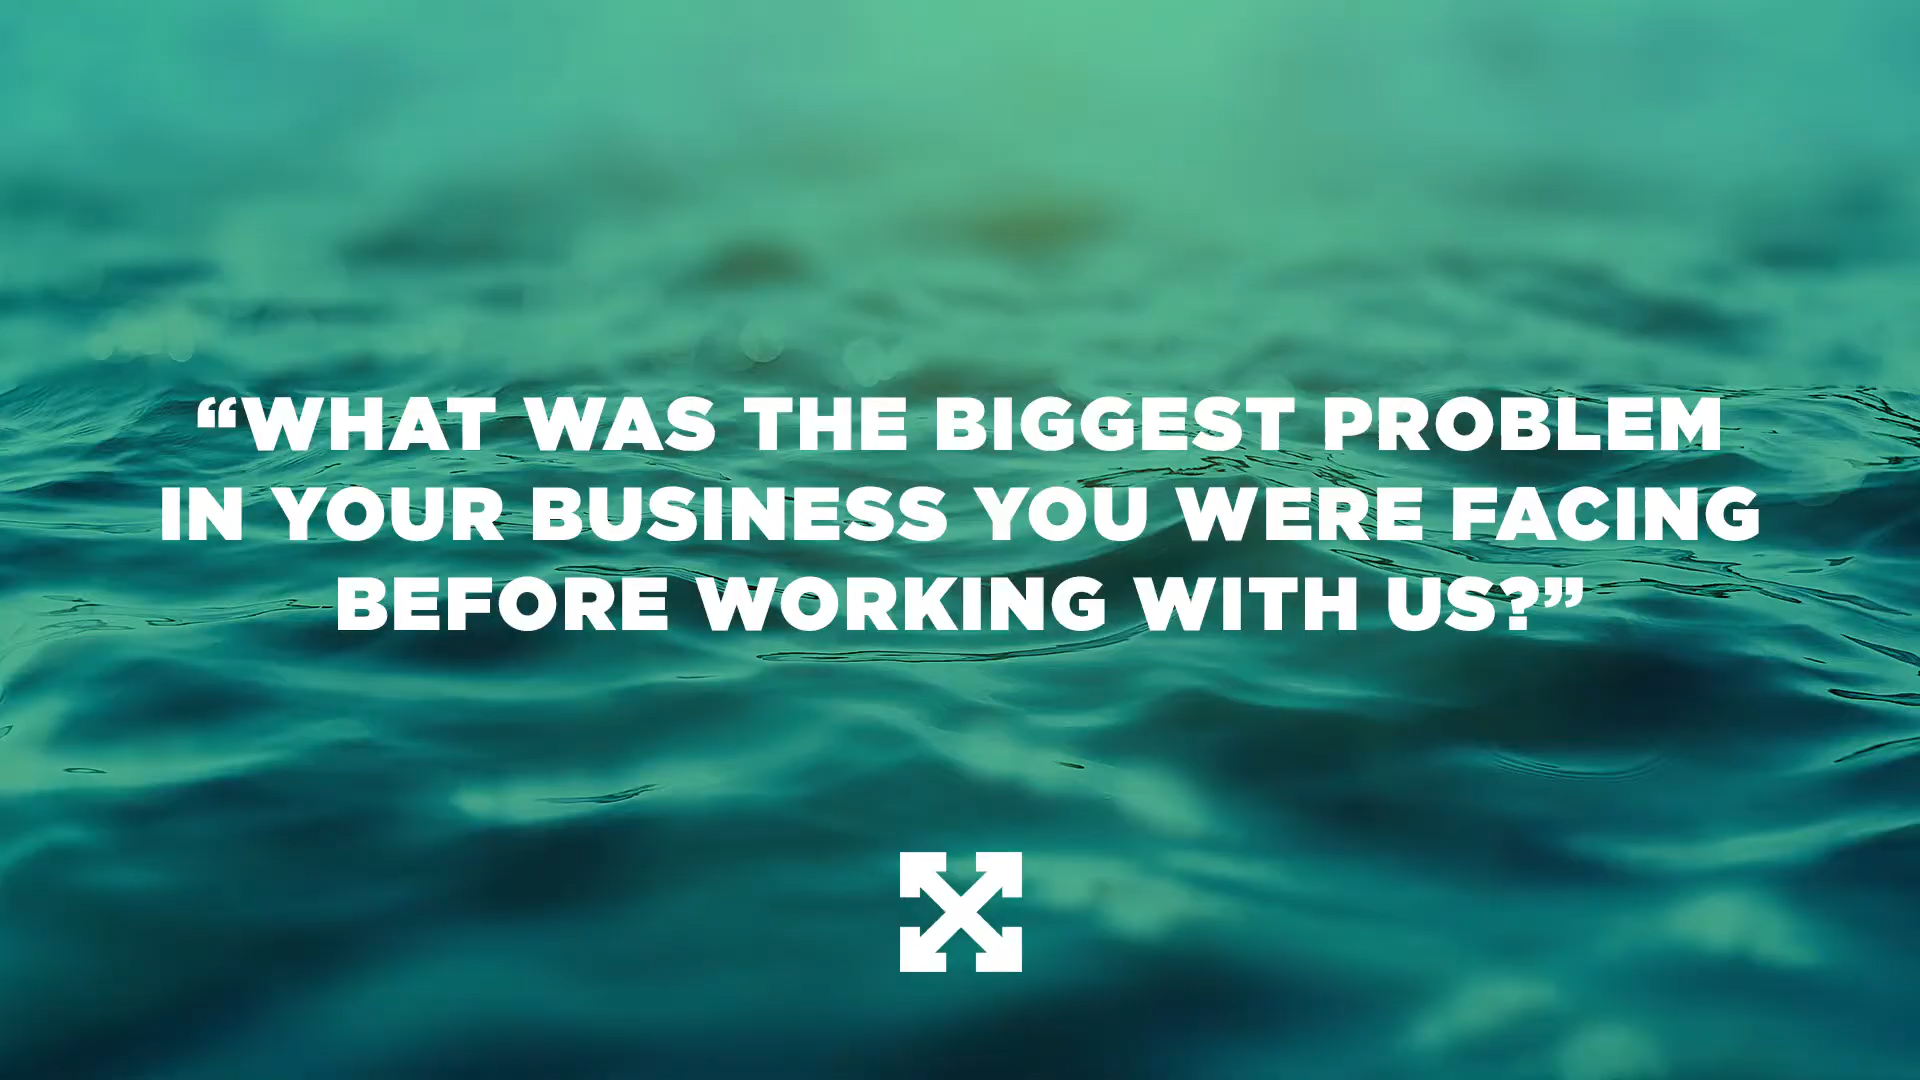 “WHAT WAS THE BIGGEST PROBLEM
IN YOUR BUSINESS YOU WERE FACING
BEFORE WORKING WITH US?”